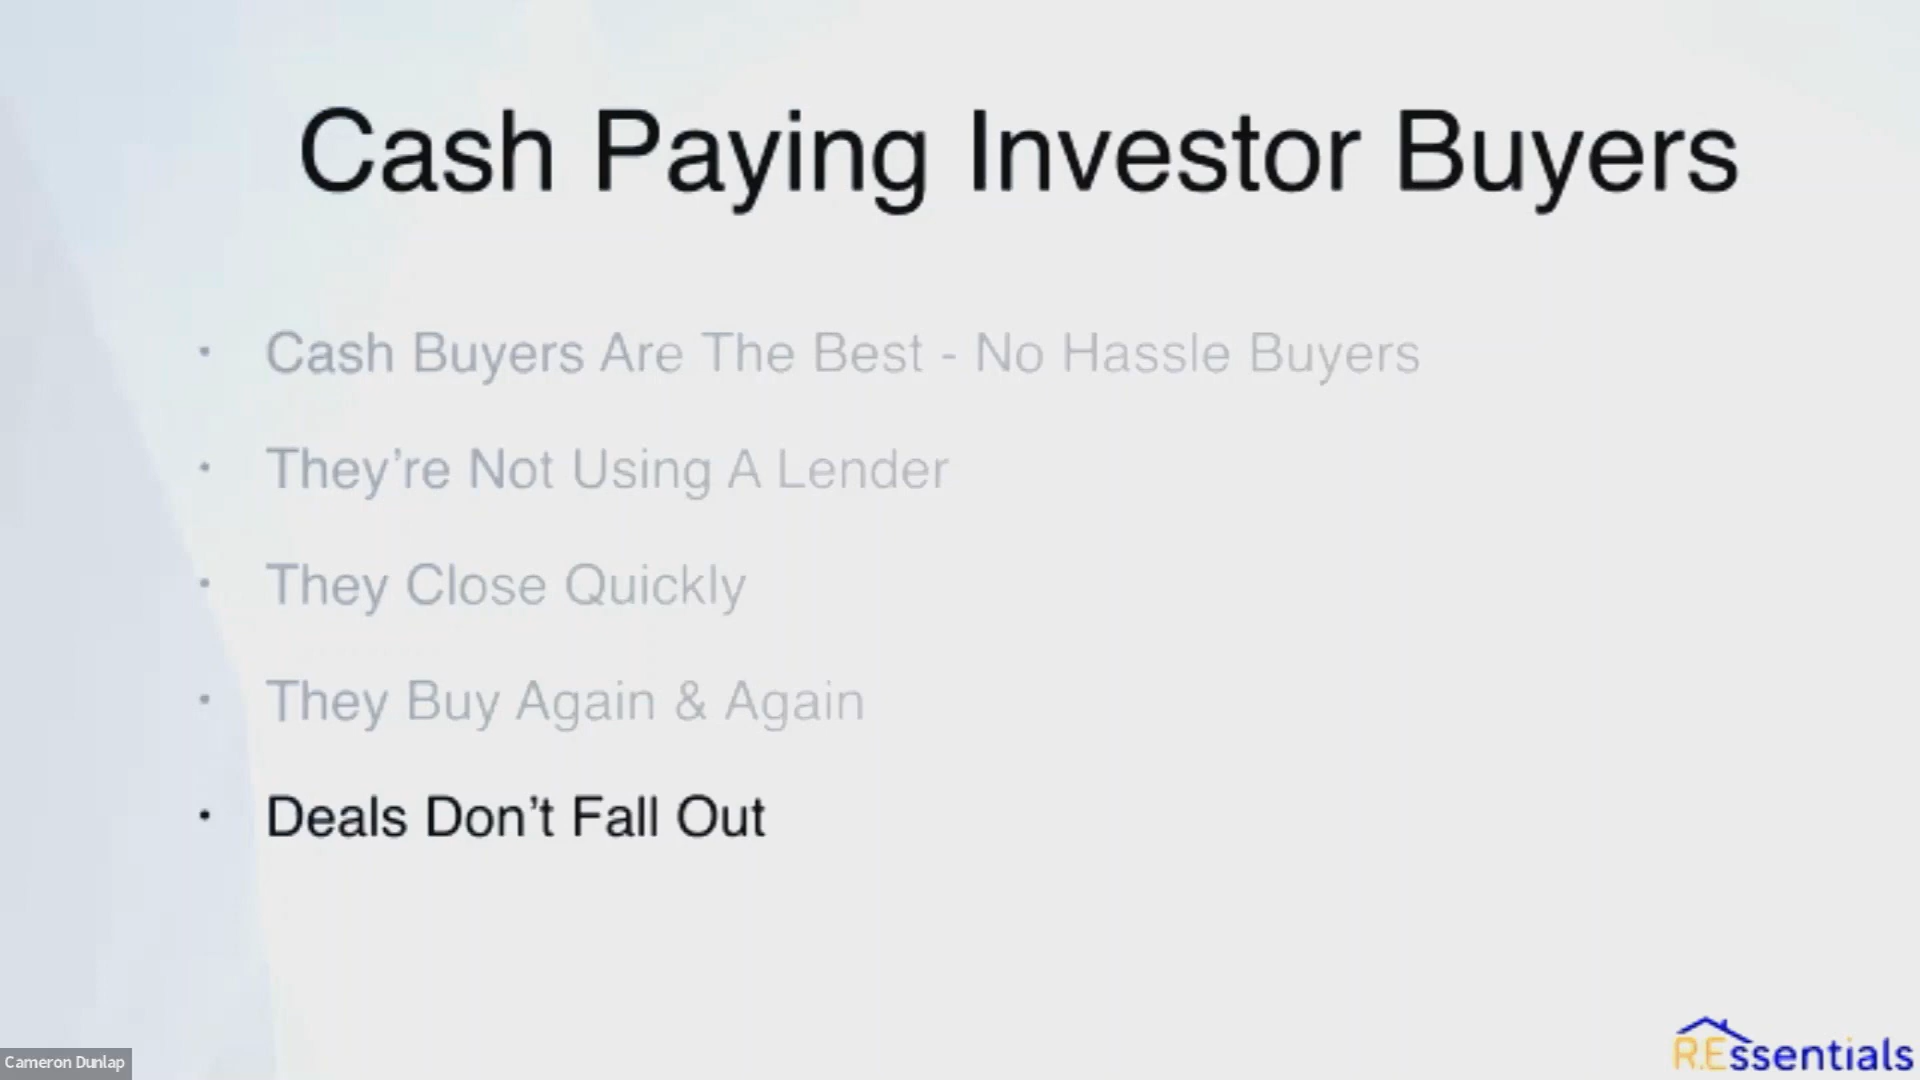 Cash Paying Investor Buyers
• Cash Buyers Are The Best - No Hassle Buyers
• They’re Not Using A Lender
• They Close Quickly
• They Buy Again & Again
• Deals Don’t Fall Out
Cameron Dunlap
R.Essentials